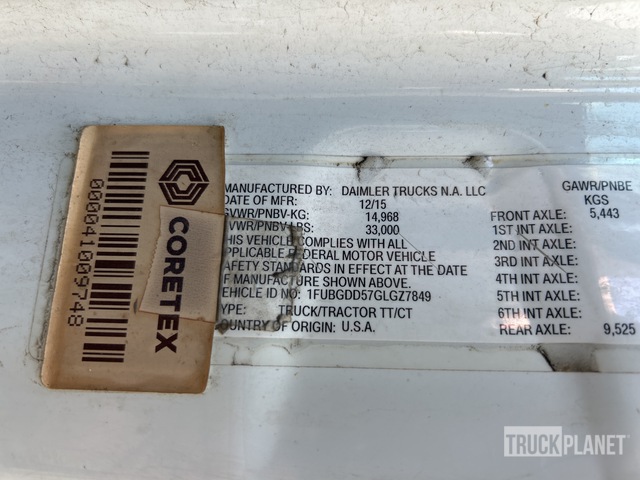 MANUFACTURED BY: DAIMLER TRUCKS N.A. LLC
DATE OF MFR: 12/15
GVWR/PNBV-KG: 14,968
GVWR/PNBV-LBS: 33,000
THIS VEHICLE COMPLIES WITH ALL
APPLICABLE FEDERAL MOTOR VEHICLE
SAFETY STANDARDS IN EFFECT AT THE DATE
OF MANUFACTURE SHOWN ABOVE.
VEHICLE ID NO.: 1FUBGDD57GLGZ7849
TYPE: TRUCK/TRACTOR TT/CT
COUNTRY OF ORIGIN: U.S.A.
GAWR/PNBE
KGS
FRONT AXLE: 5,443
1ST INT AXLE:
2ND INT AXLE:
3RD INT AXLE:
4TH INT AXLE:
5TH INT AXLE:
6TH INT AXLE:
REAR AXLE: 9,525
CORETEX
000041009748
TRUCKPLANET